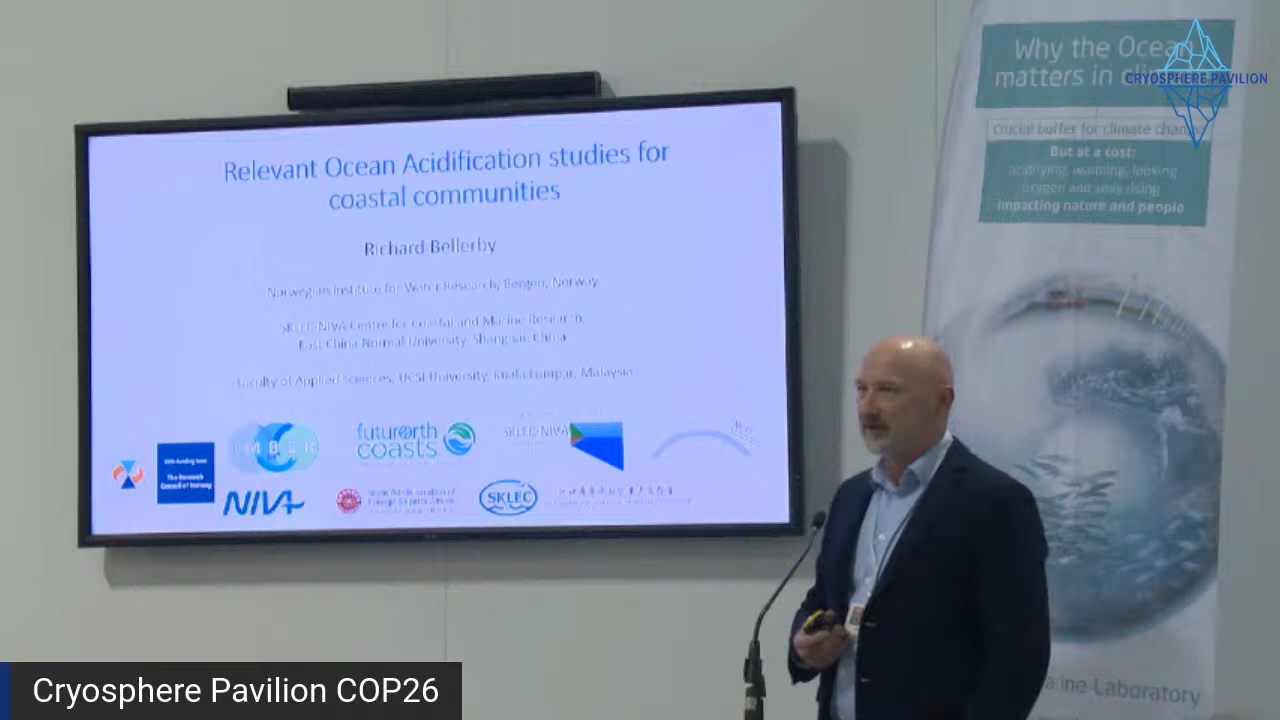 Relevant Ocean Acidification studies for
coastal communities
Richard Bellerby
Norwegian Institute for Water Research, Bergen, Norway
SKLEC-NIVA Centre for Coastal and Marine Research,
East China Normal University, Shanghai, China
Faculty of Applied Sciences, UCSI University, Kuala Lumpur, Malaysia
IMBER
futurearth
coasts
SKLEC-NIVA
The Research
Council of Norway
NIVA
SKLEC
Why the Ocean
matters in
CRYOSPHERE PAVILION
Crucial buffer for climate change
But at a cost:
acidifying, warming, loosing
oxygen and seas rising
impacting nature and people
Laboratory
Cryosphere Pavilion COP26